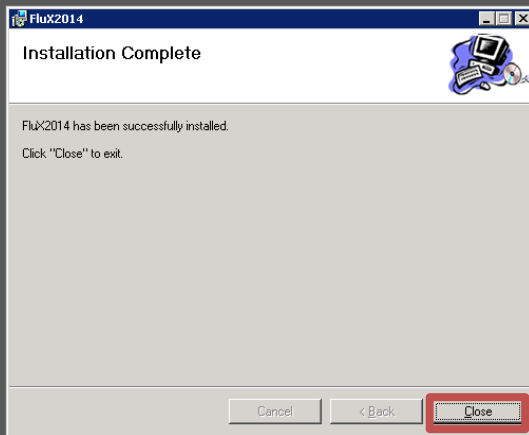 FluX2014
Installation Complete
FluX2014 has been successfully installed.
Click "Close" to exit.
Cancel
< Back
Close